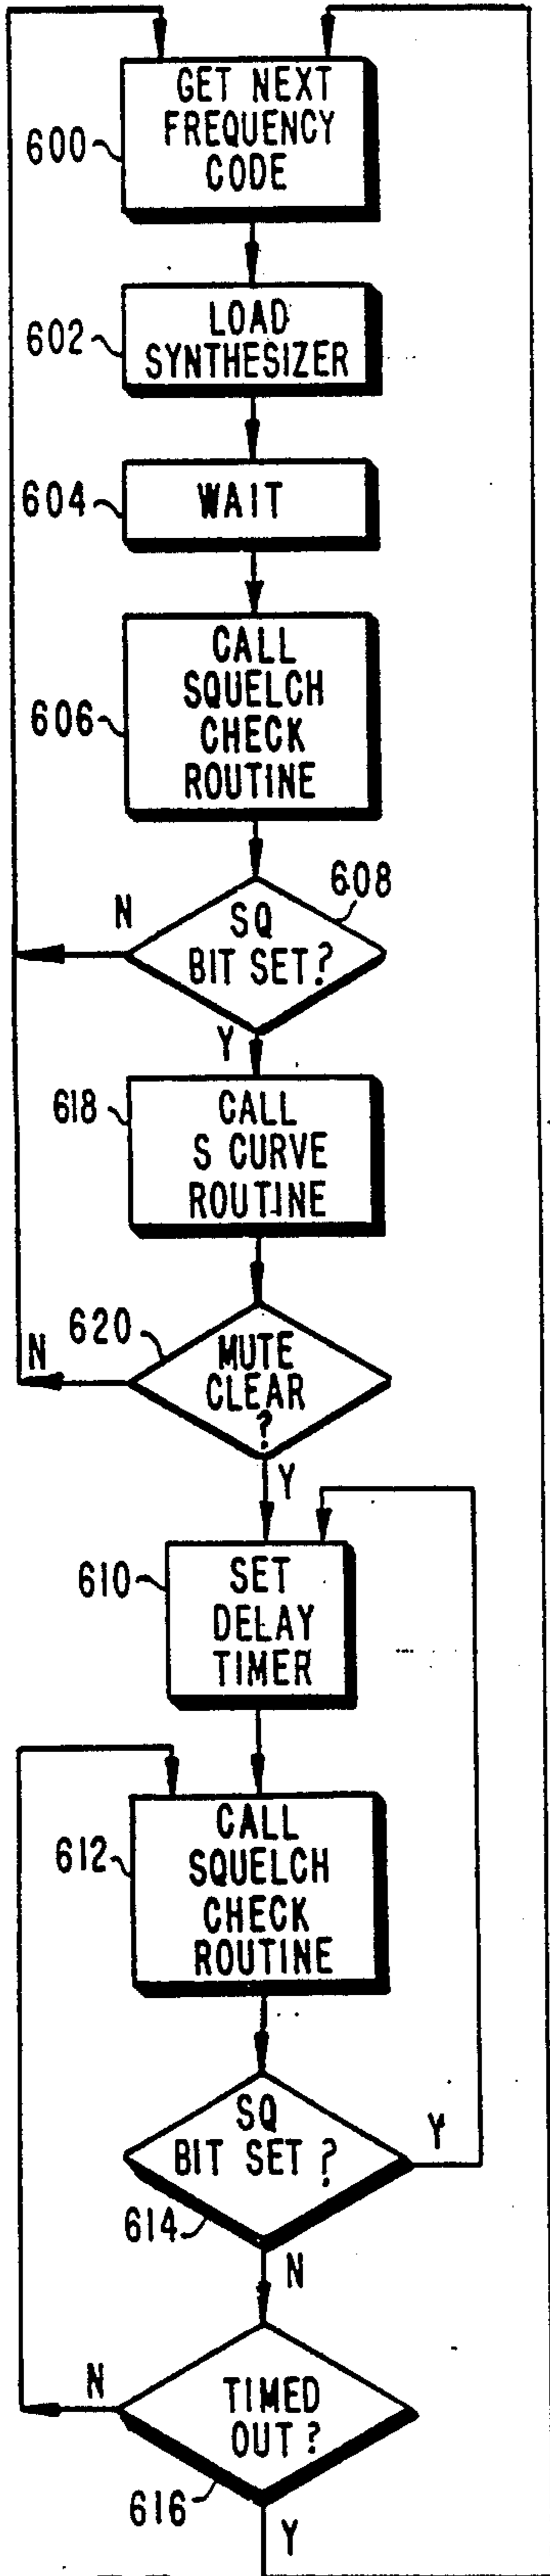 GET NEXT
FREQUENCY
CODE
600
LOAD
SYNTHESIZER
602
WAIT
604
CALL
SQUELCH
CHECK
ROUTINE
606
608
SQ
BIT SET?
N
Y
618
CALL
S CURVE
ROUTINE
620
MUTE
CLEAR
?
N
Y
610
SET
DELAY
TIMER
612
CALL
SQUELCH
CHECK
ROUTINE
SQ
BIT SET?
Y
614
N
TIMED
OUT?
N
616
Y